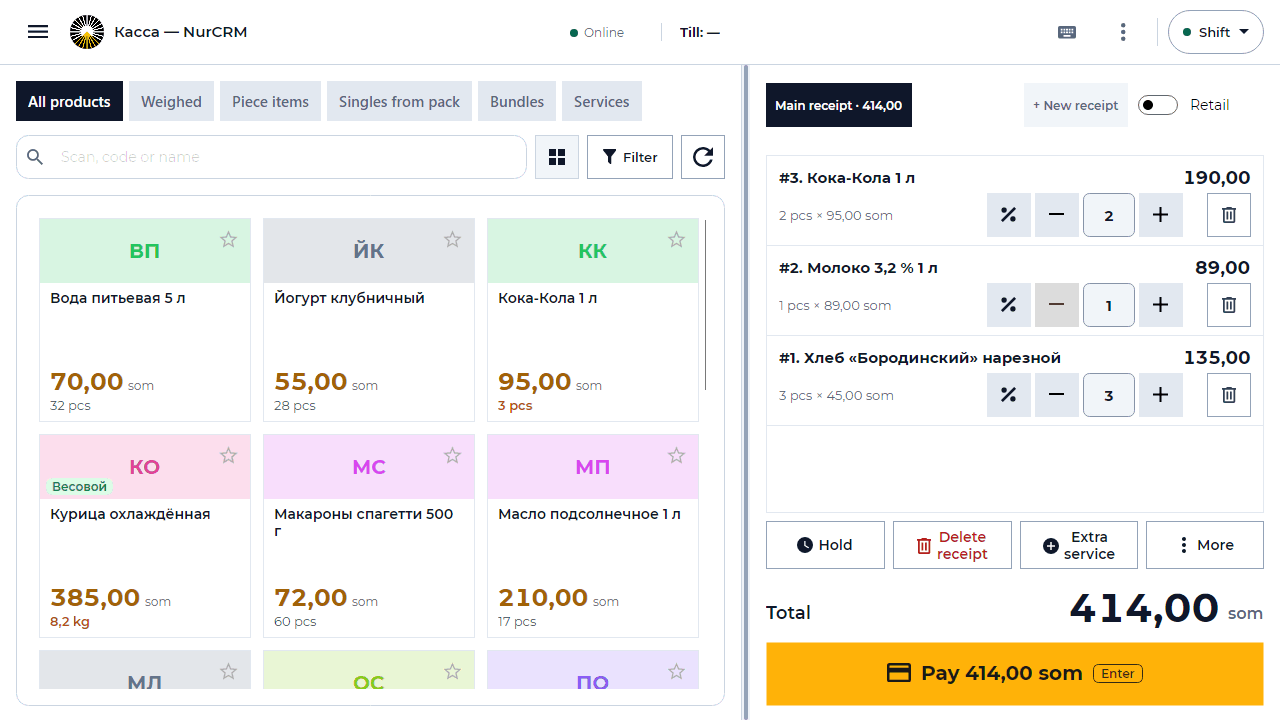 Касса — NurCRM
Online
Till: —
Shift
All products
Weighed
Piece items
Singles from pack
Bundles
Services
Scan, code or name
Filter
ВП
Вода питьевая 5 л
70,00 som
32 pcs
ЙК
Йогурт клубничный
55,00 som
28 pcs
КК
Кока-Кола 1 л
95,00 som
3 pcs
КО
Весовой
Курица охлаждённая
385,00 som
8,2 kg
МС
Макароны спагетти 500
г
72,00 som
60 pcs
МП
Масло подсолнечное 1 л
210,00 som
17 pcs
МЛ
ОС
ПО
Main receipt · 414,00
+ New receipt
Retail
#3. Кока-Кола 1 л
190,00
2 pcs × 95,00 som
2
#2. Молоко 3,2 % 1 л
89,00
1 pcs × 89,00 som
1
#1. Хлеб «Бородинский» нарезной
135,00
3 pcs × 45,00 som
3
Hold
Delete
receipt
Extra
service
More
Total
414,00 som
Pay 414,00 som
Enter